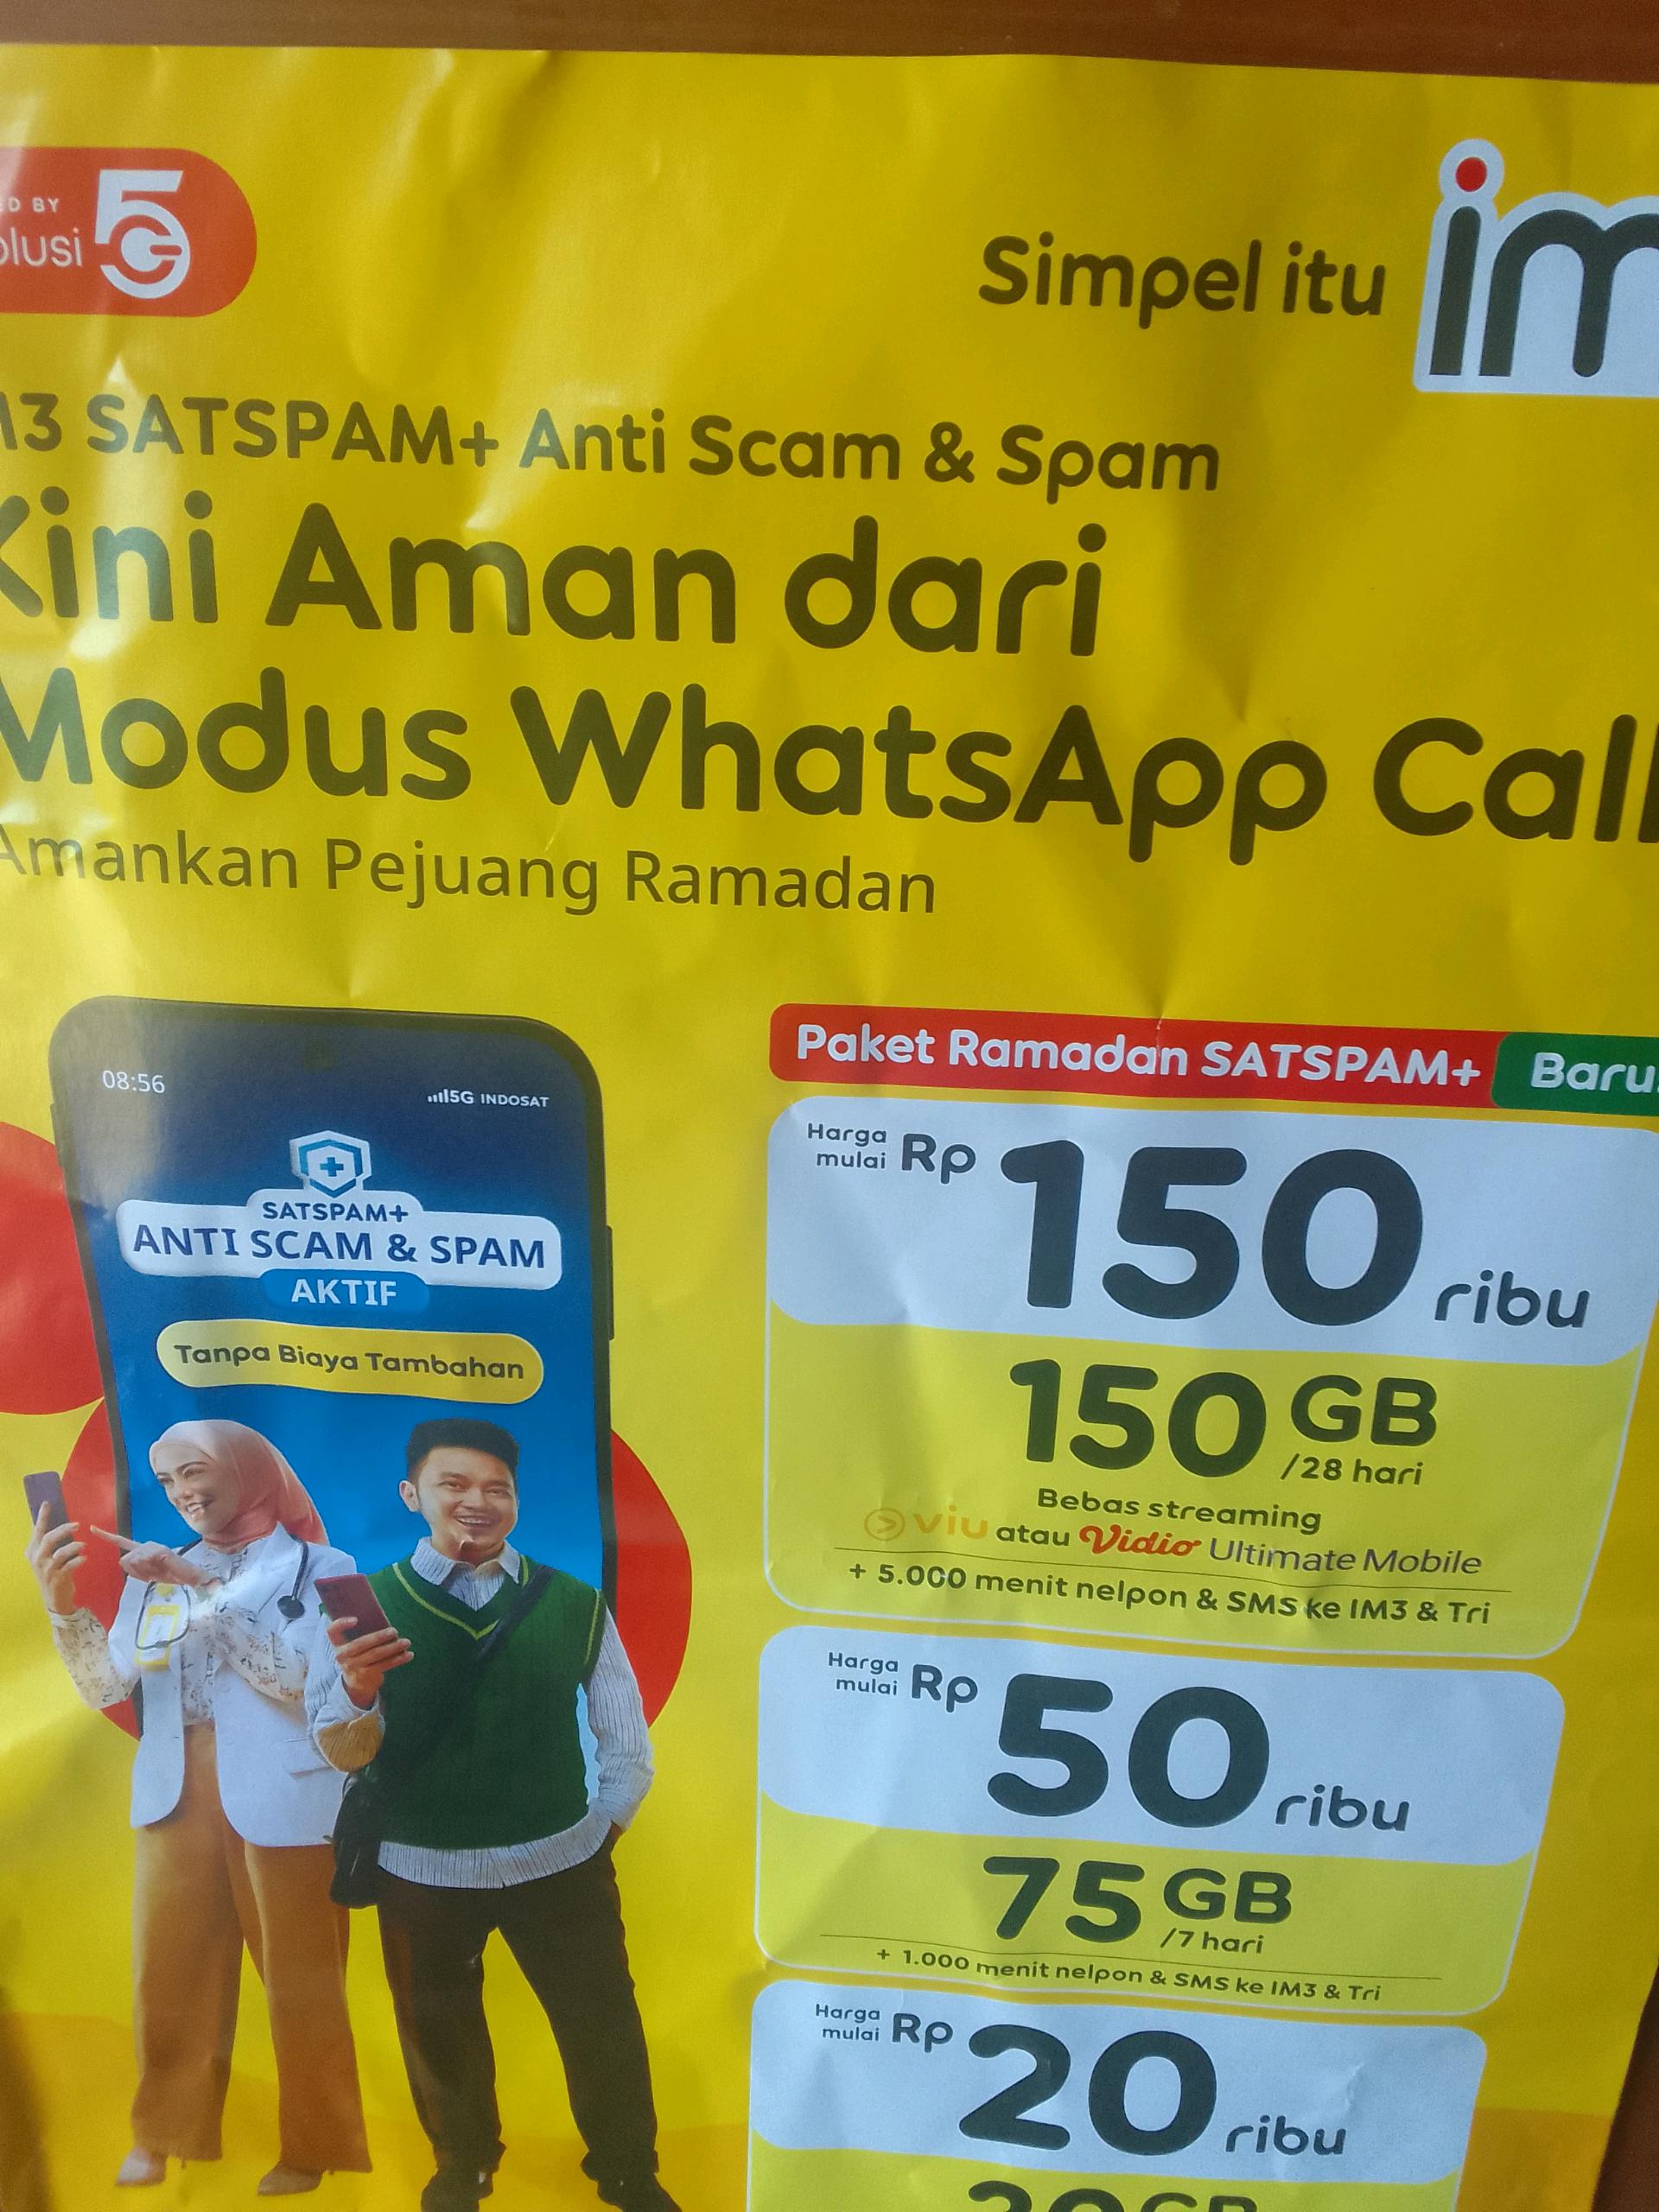 ED BY
olusi 5G
Simpel itu im
M3 SATSPAM+ Anti Scam & Spam
Kini Aman dari
Modus WhatsApp Call
Amankan Pejuang Ramadan
08:56
5G INDOSAT
SATSPAM+
ANTI SCAM & SPAM
AKTIF
Tanpa Biaya Tambahan
Paket Ramadan SATSPAM+ Baru
Harga mulai Rp 150 ribu
150 GB
/28 hari
Bebas streaming
viu atau Vidio Ultimate Mobile
+ 5.000 menit nelpon & SMS ke IM3 & Tri
Harga mulai Rp 50 ribu
75 GB
/7 hari
+ 1.000 menit nelpon & SMS ke IM3 & Tri
Harga mulai Rp 20 ribu